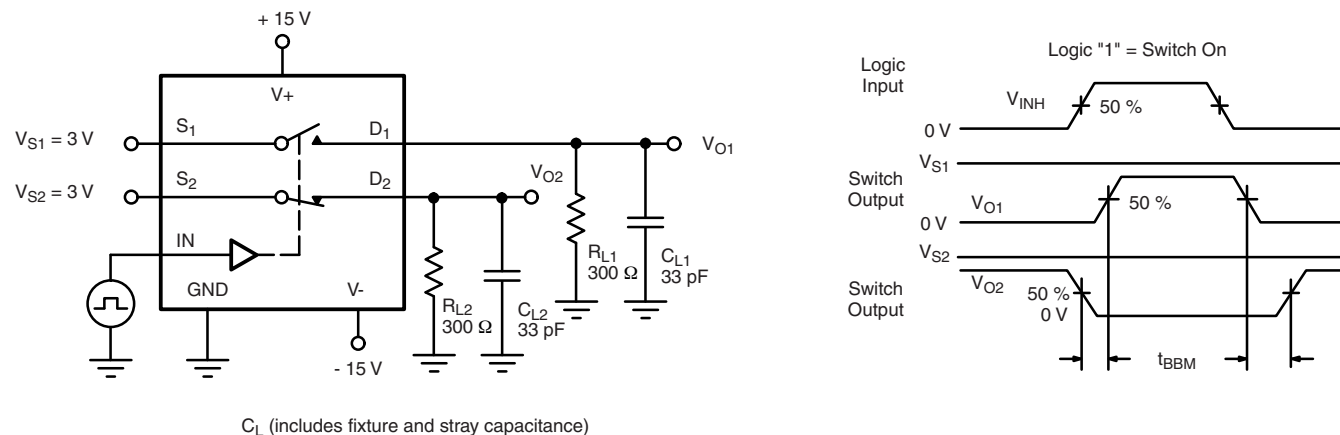 + 15 V
V+
VS1 = 3 V
S1
D1
VO1
VS2 = 3 V
S2
D2
VO2
IN
GND
V-
RL1
300 Ω
CL1
33 pF
RL2
300 Ω
CL2
33 pF
- 15 V
CL (includes fixture and stray capacitance)
Logic "1" = Switch On
Logic
Input
VINH
50 %
0 V
VS1
Switch
Output
VO1
50 %
0 V
VS2
Switch
Output
VO2
50 %
0 V
tBBM